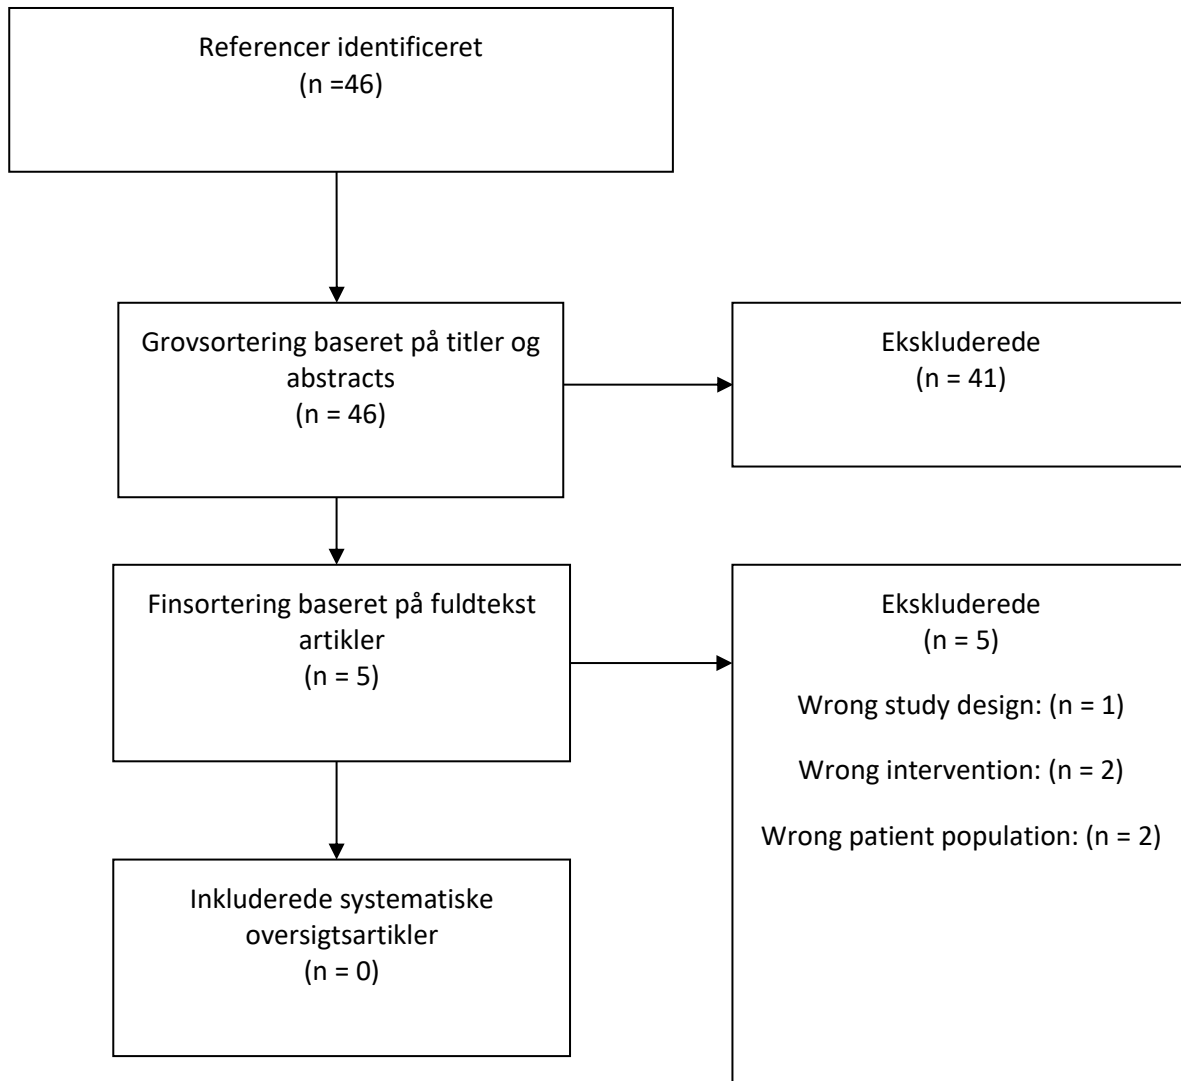 Referencer identificeret
(n =46)
Grovsortering baseret på titler og
abstracts
(n = 46)
Ekskluderede
(n = 41)
Finsortering baseret på fuldtekst
artikler
(n = 5)
Ekskluderede
(n = 5)
Wrong study design: (n = 1)
Wrong intervention: (n = 2)
Wrong patient population: (n = 2)
Inkluderede systematiske
oversigtsartikler
(n = 0)